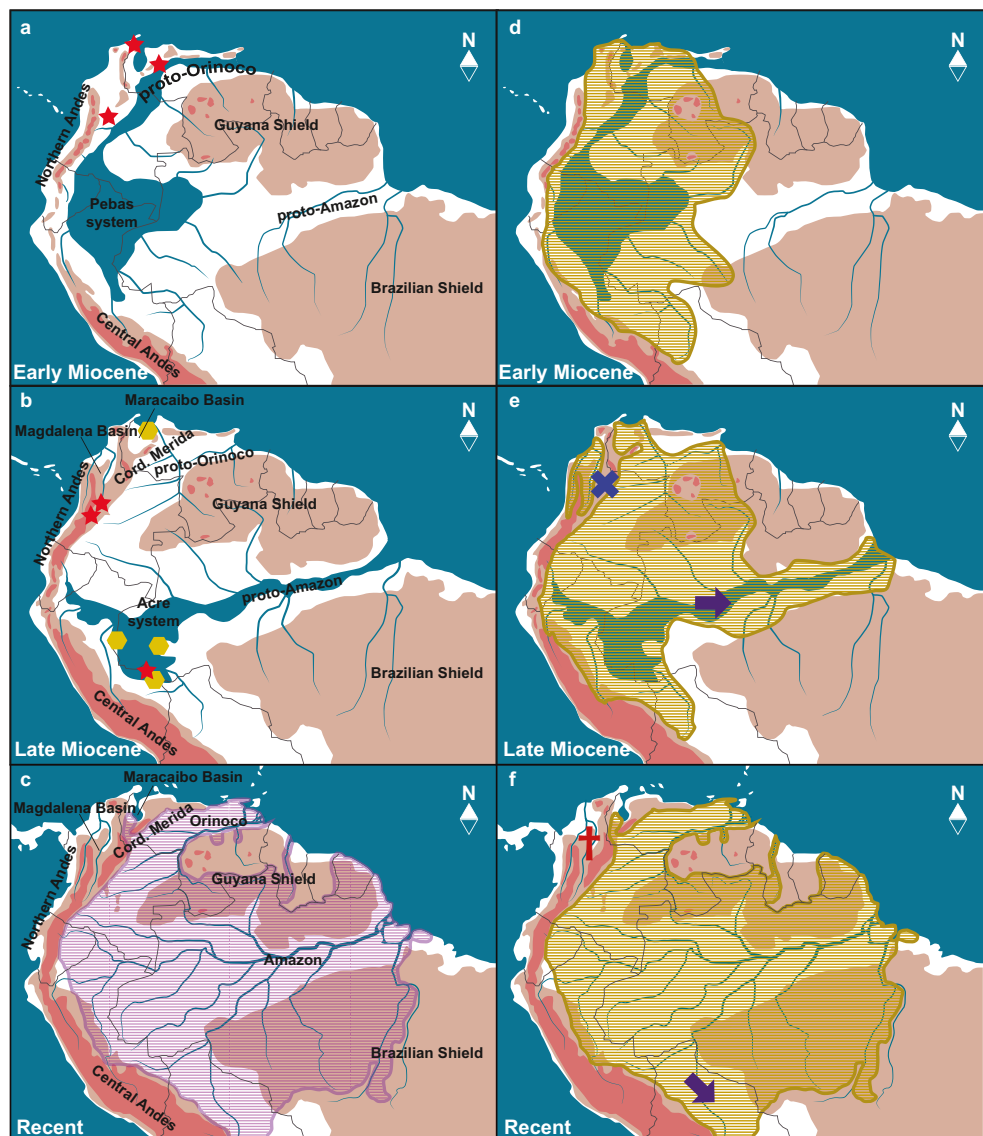 a
N
proto-Orinoco
Northern Andes
Guyana Shield
Pebas
system
proto-Amazon
Brazilian Shield
Central Andes
Early Miocene
d
N
Early Miocene
b
Maracaibo Basin
N
Magdalena Basin
Cord. Merida
proto-Orinoco
Northern Andes
Guyana Shield
proto-Amazon
Acre
system
Brazilian Shield
Central Andes
Late Miocene
e
N
Late Miocene
c
Maracaibo Basin
N
Magdalena Basin
Cord. Merida
Orinoco
Northern Andes
Guyana Shield
Amazon
Brazilian Shield
Central Andes
Recent
f
N
Recent